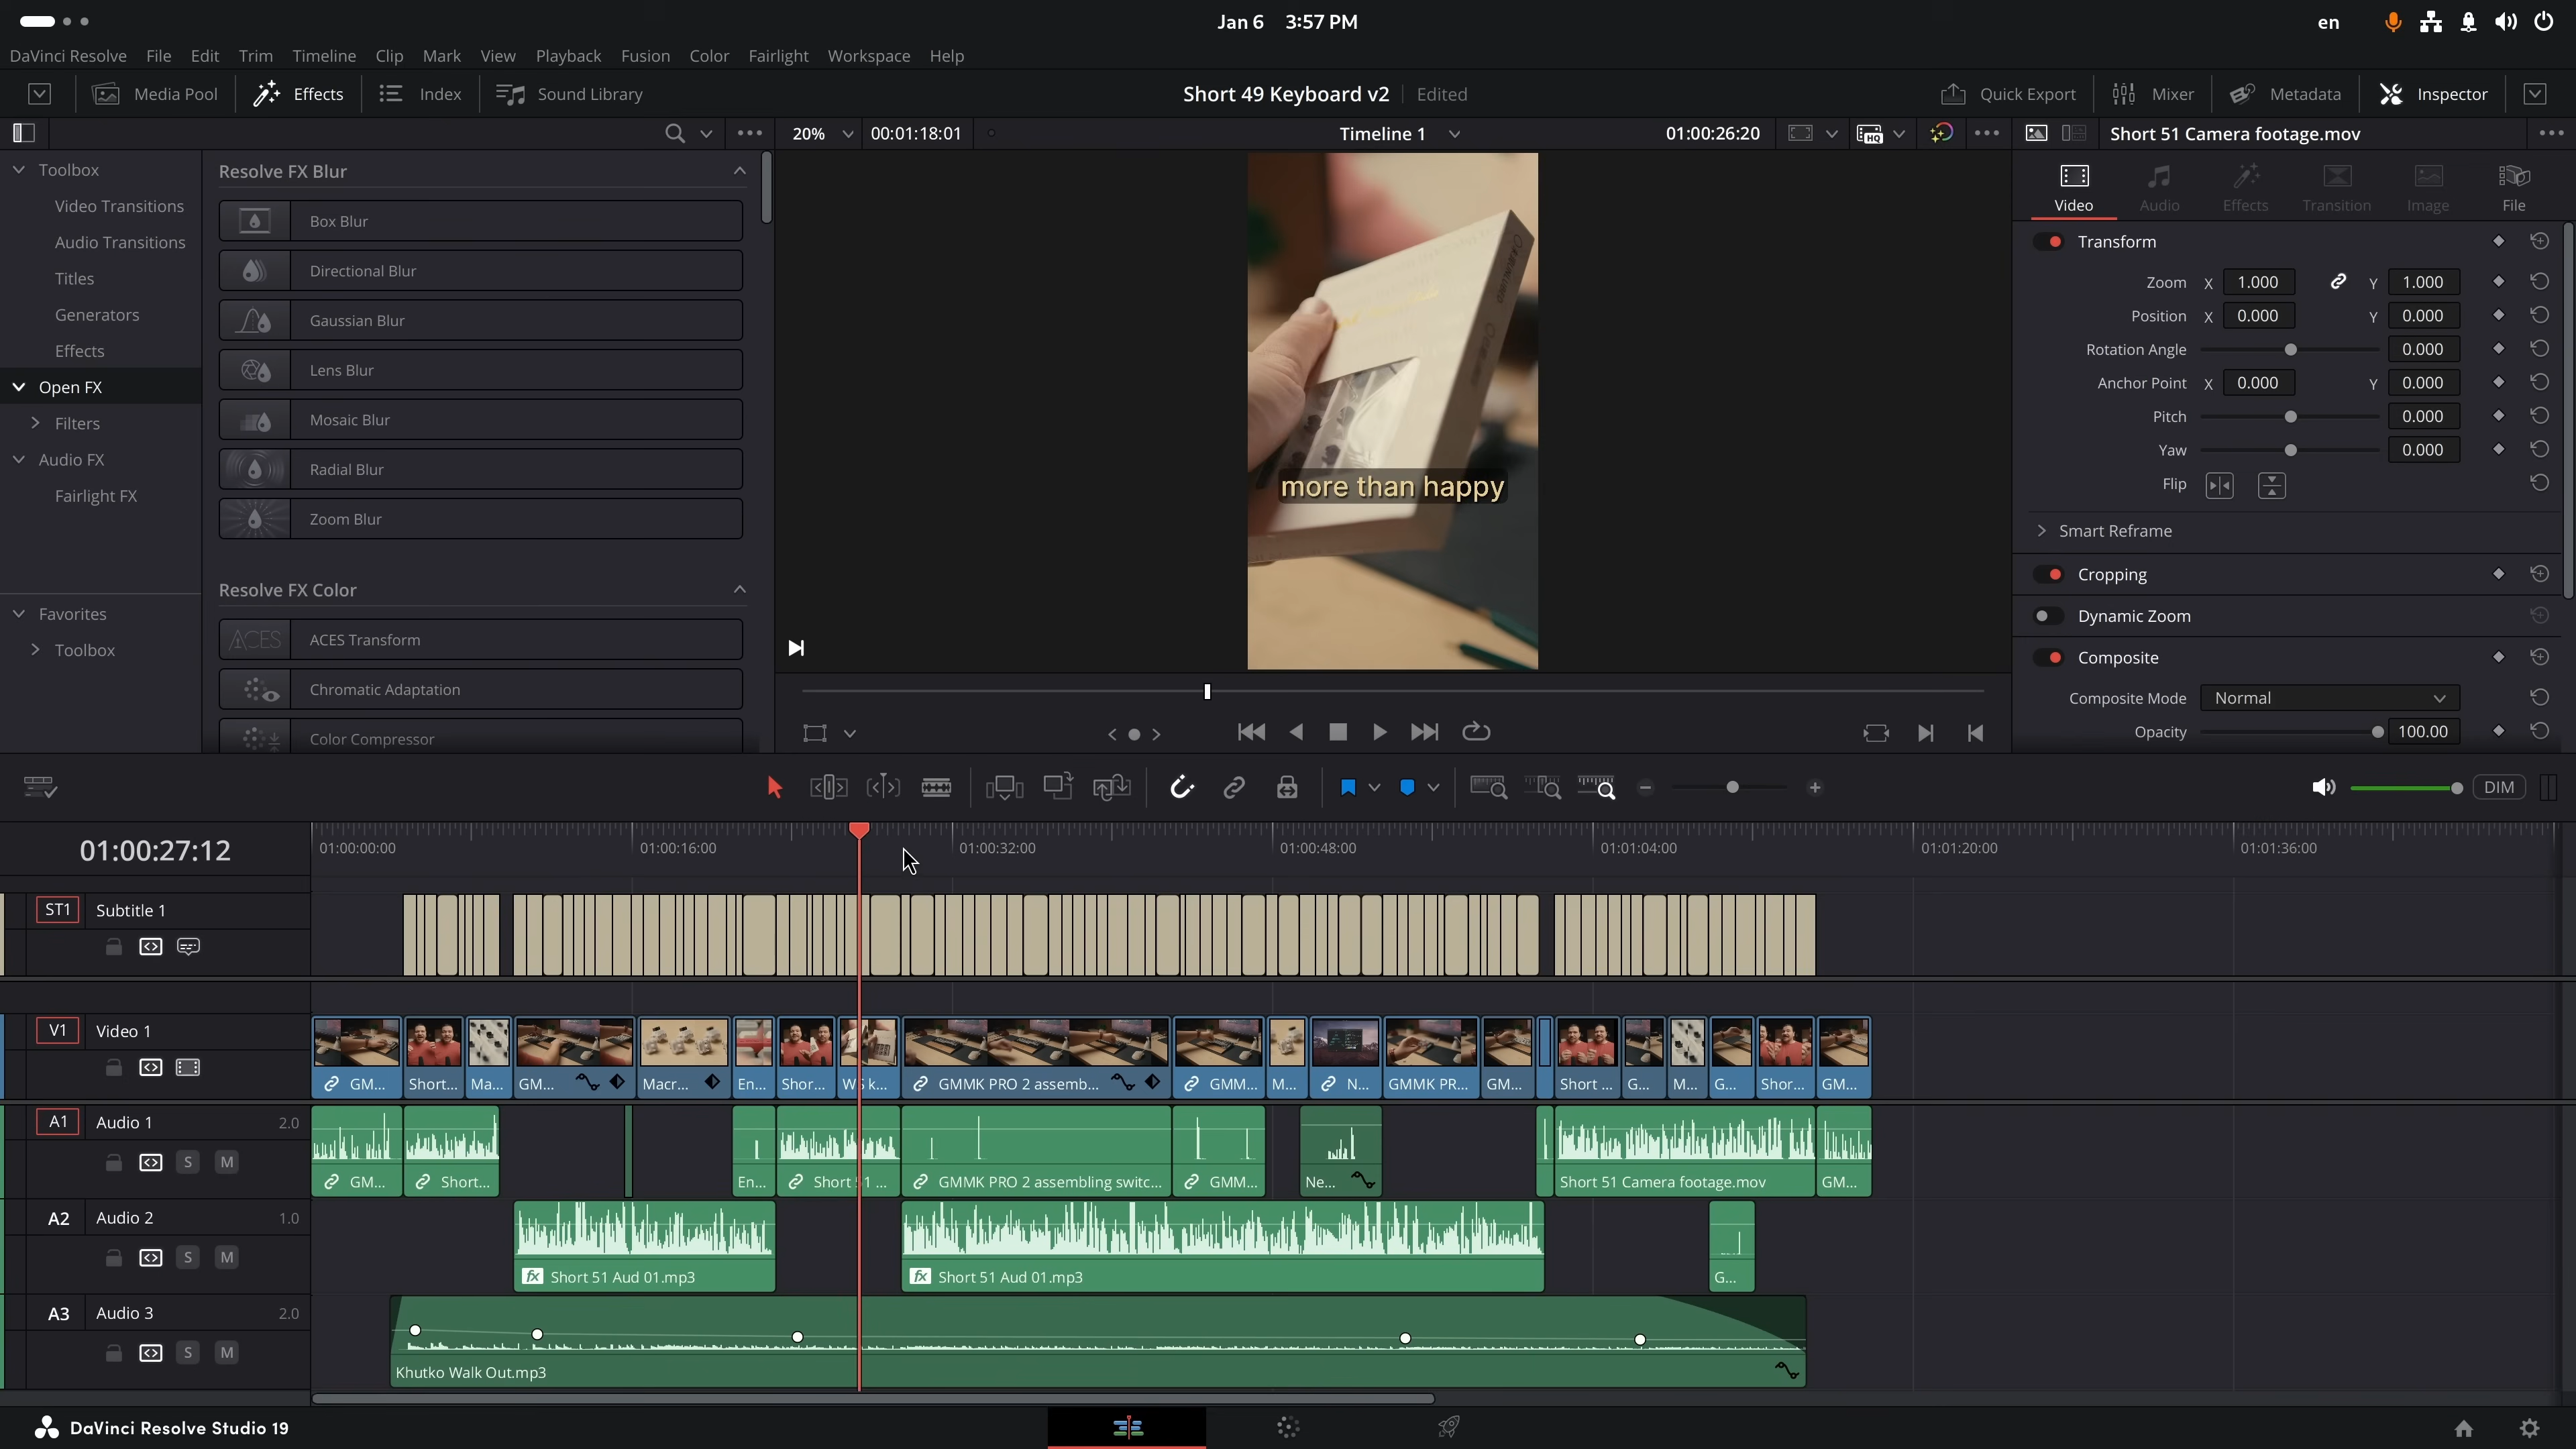 Jan 6 3:57 PM
en
DaVinci Resolve File Edit Trim Timeline Clip Mark View Playback Fusion Color Fairlight Workspace Help
Media Pool Effects Index Sound Library
Short 49 Keyboard v2 Edited
Quick Export Mixer Metadata Inspector
20% 00:01:18:01 Timeline 1 01:00:26:20
HQ
Short 51 Camera footage.mov
Toolbox
Video Transitions
Audio Transitions
Titles
Generators
Effects
Open FX
Filters
Audio FX
Fairlight FX
Favorites
Toolbox
Resolve FX Blur
Box Blur
Directional Blur
Gaussian Blur
Lens Blur
Mosaic Blur
Radial Blur
Zoom Blur
Resolve FX Color
ACES
ACES Transform
Chromatic Adaptation
Color Compressor
more than happy
Video Audio Effects Transition Image File
Transform
Zoom X 1.000 Y 1.000
Position X 0.000 Y 0.000
Rotation Angle 0.000
Anchor Point X 0.000 Y 0.000
Pitch 0.000
Yaw 0.000
Flip
Smart Reframe
Cropping
Dynamic Zoom
Composite
Composite Mode Normal
Opacity 100.00
DIM
01:00:27:12
01:00:00:00 01:00:16:00 01:00:32:00 01:00:48:00 01:01:04:00 01:01:20:00 01:01:36:00
ST1 Subtitle 1
V1 Video 1
GM... Short... Ma... GM... Macr... En... Shor... GMMK PRO 2 assemb... GMM... M... N... GMMK PR... GM... Short ... G... M... G... Shor... GM...
A1 Audio 1 2.0
S M
GM... Short... En... Short 51 ... GMMK PRO 2 assembling switc... GMM... Ne... Short 51 Camera footage.mov GM...
A2 Audio 2 1.0
S M
fx Short 51 Aud 01.mp3 fx Short 51 Aud 01.mp3 G...
A3 Audio 3 2.0
S M
Khutko Walk Out.mp3
DaVinci Resolve Studio 19